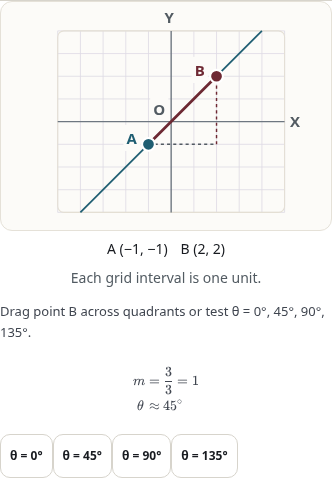 Y
B
O
X
A
A (−1, −1)   B (2, 2)
Each grid interval is one unit.
Drag point B across quadrants or test θ = 0°, 45°, 90°,
135°.
m = 3/3 = 1
θ ≈ 45°
θ = 0°   θ = 45°   θ = 90°   θ = 135°